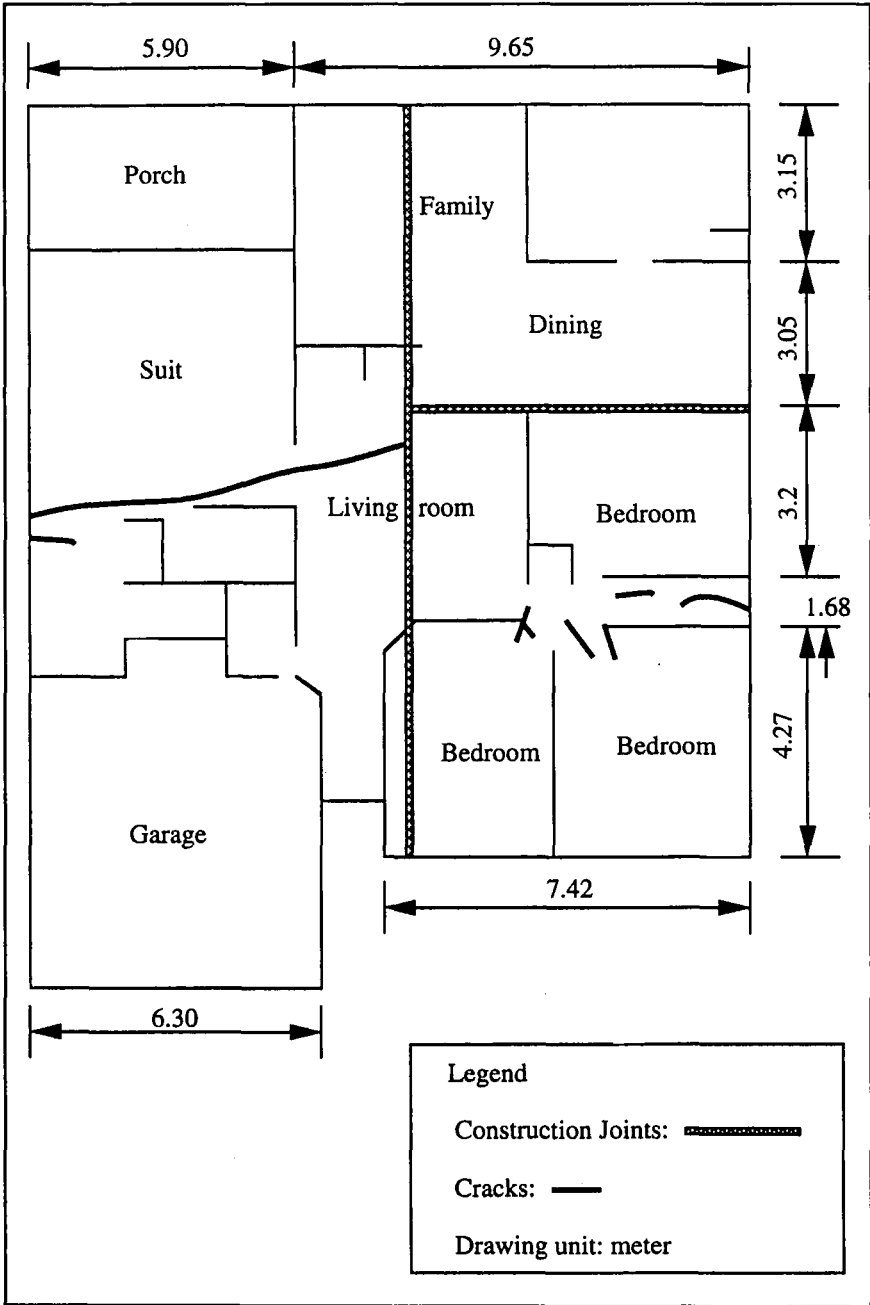 5.90
9.65
Porch
3.15
Family
Dining
3.05
Suit
Living room
Bedroom
3.2
1.68
Bedroom
Bedroom
4.27
Garage
7.42
6.30
Legend
Construction Joints:
Cracks:
Drawing unit: meter